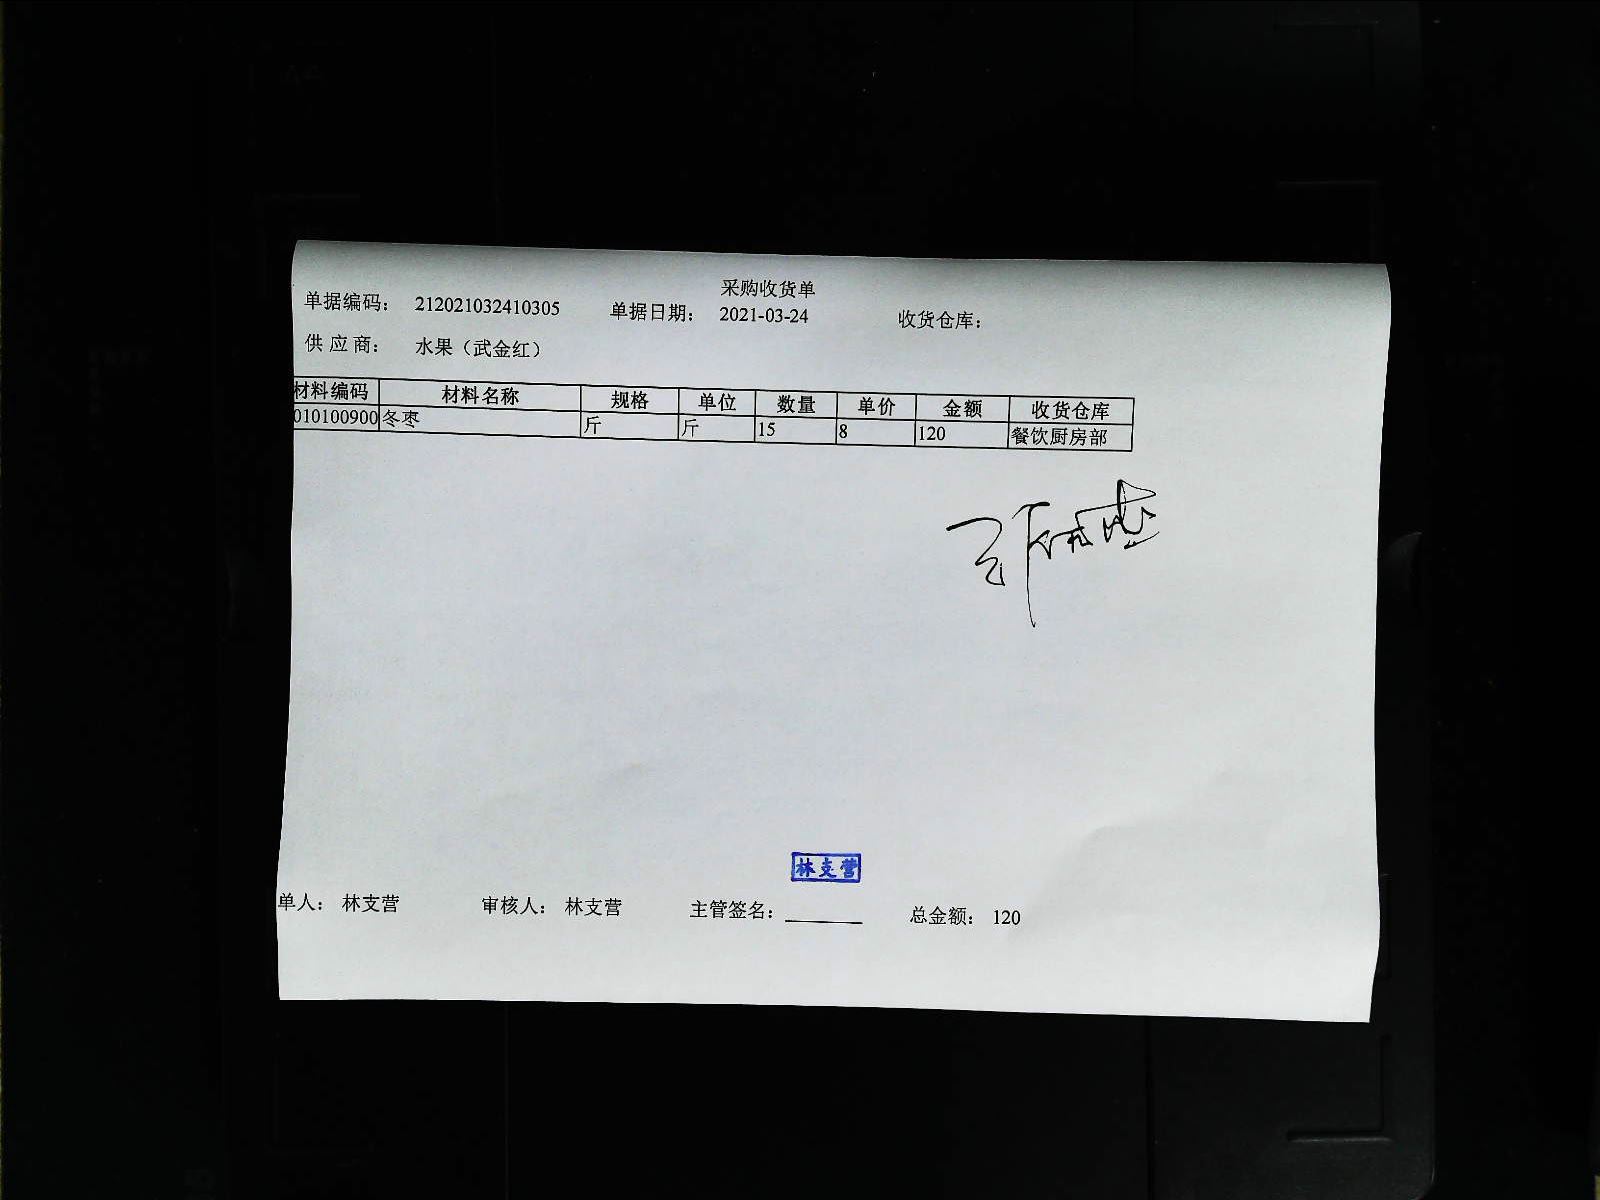 采购收货单
单据编码： 212021032410305 单据日期： 2021-03-24 收货仓库：
供应商： 水果（武金红）
材料编码 材料名称 规格 单位 数量 单价 金额 收货仓库
010100900 冬枣 斤 斤 15 8 120 餐饮厨房部
林支营
单人： 林支营 审核人： 林支营 主管签名： 总金额： 120